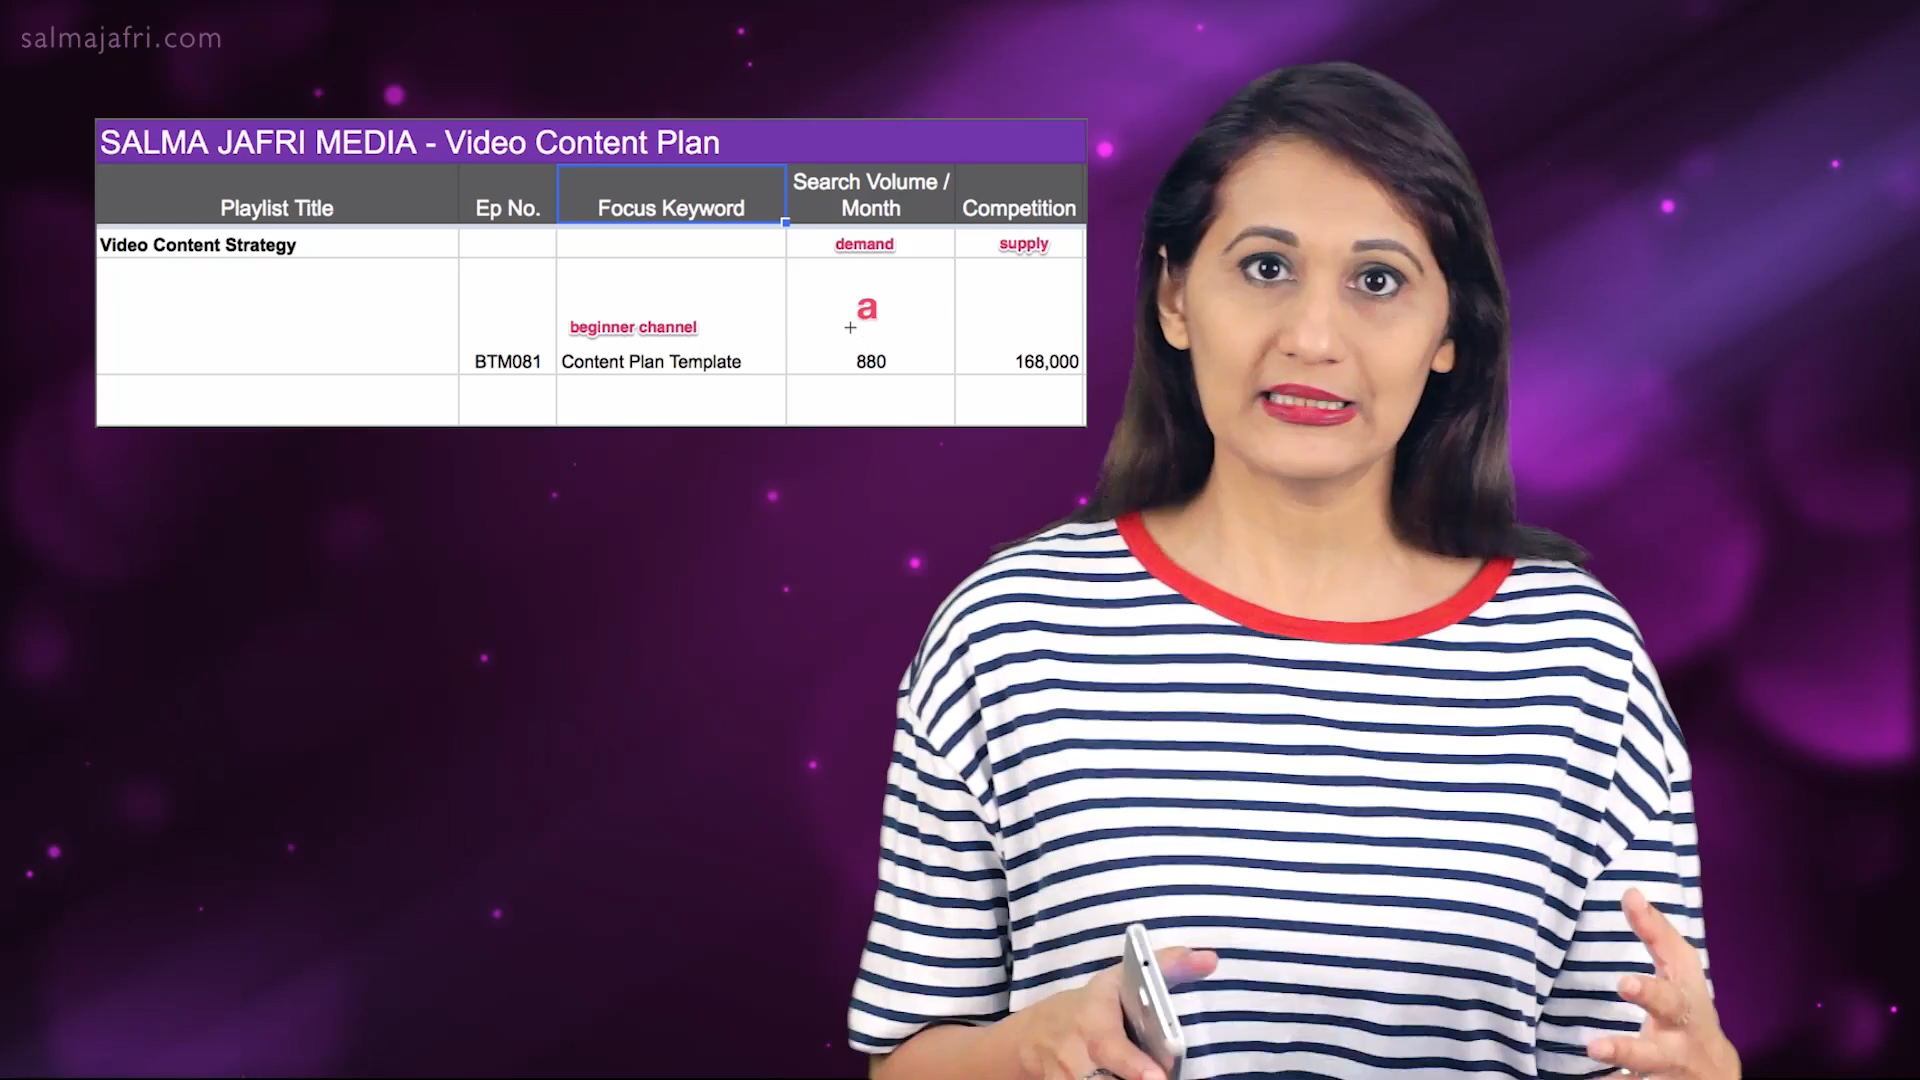 salmajafri.com
SALMA JAFRI MEDIA - Video Content Plan
Playlist Title
Ep No.
Focus Keyword
Search Volume /
Month
Competition
Video Content Strategy
demand
supply
a
beginner channel
BTM081
Content Plan Template
880
168,000